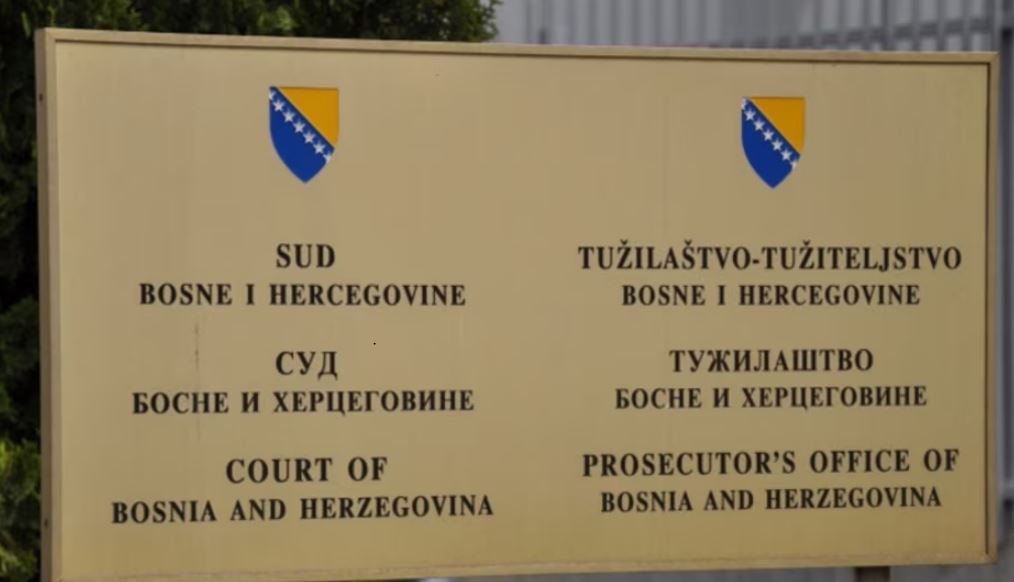 SUD
BOSNE I HERCEGOVINE
СУД
БОСНЕ И ХЕРЦЕГОВИНЕ
COURT OF
BOSNIA AND HERZEGOVINA
TUŽILAŠTVO-TUŽITELJSTVO
BOSNE I HERCEGOVINE
ТУЖИЛАШТВО
БОСНЕ И ХЕРЦЕГОВИНЕ
PROSECUTOR'S OFFICE OF
BOSNIA AND HERZEGOVINA